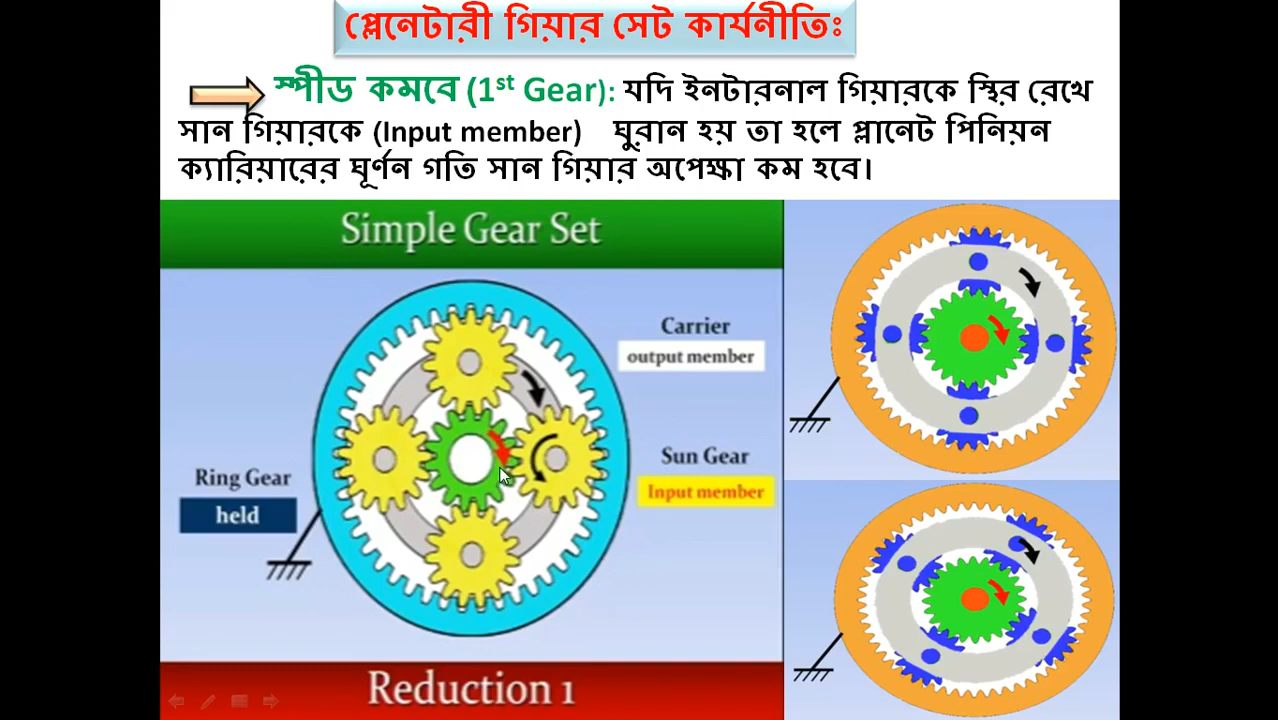 প্লেনেটারী গিয়ার সেট কার্যনীতিঃ
স্পীড কমবে (1st Gear): যদি ইনটারনাল গিয়ারকে স্থির রেখে
সান গিয়ারকে (Input member) ঘুরান হয় তা হলে প্লানেট পিনিয়ন
ক্যারিয়ারের ঘূর্ণন গতি সান গিয়ার অপেক্ষা কম হবে।
Simple Gear Set
Carrier
output member
Sun Gear
Input member
Ring Gear
held
Reduction 1